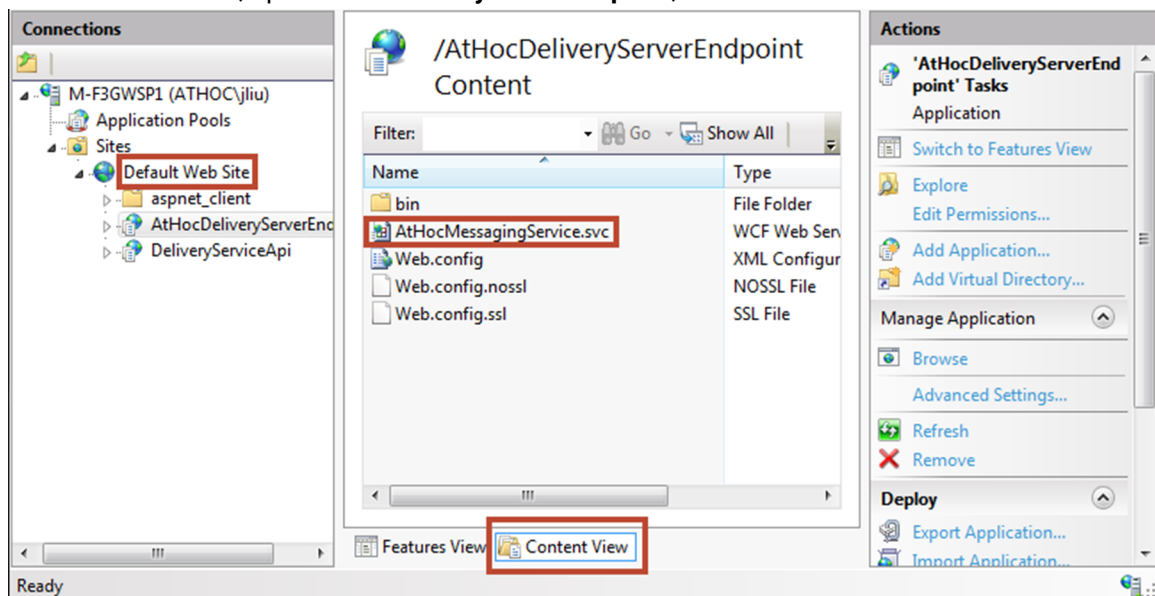 Connections
M-F3GWSP1 (ATHOC\jliu)
Application Pools
Sites
Default Web Site
aspnet_client
AtHocDeliveryServerEnd
DeliveryServiceApi
/AtHocDeliveryServerEndpoint
Content
Filter: Go Show All
Name Type
bin File Folder
AtHocMessagingService.svc WCF Web Serv
Web.config XML Configur
Web.config.nossl NOSSL File
Web.config.ssl SSL File
Features View Content View
Actions
'AtHocDeliveryServerEnd
point' Tasks
Application
Switch to Features View
Explore
Edit Permissions...
Add Application...
Add Virtual Directory...
Manage Application
Browse
Advanced Settings...
Refresh
Remove
Deploy
Export Application...
Import Application...
Ready